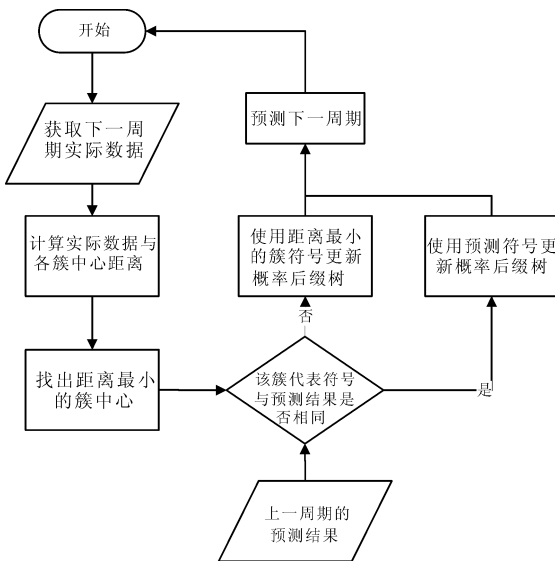 开始
获取下一周
期实际数据
计算实际数据与
各簇中心距离
找出距离最小
的簇中心
该簇代表符号
与预测结果是
否相同
上一周期的
预测结果
否
使用距离最小
的簇符号更新
概率后缀树
是
使用预测符号更
新概率后缀树
预测下一周期